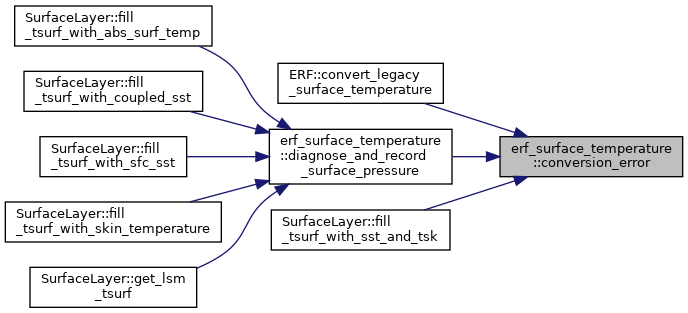 SurfaceLayer::fill
_tsurf_with_abs_surf_temp
SurfaceLayer::fill
_tsurf_with_coupled_sst
SurfaceLayer::fill
_tsurf_with_sfc_sst
SurfaceLayer::fill
_tsurf_with_skin_temperature
SurfaceLayer::get_lsm
_tsurf
ERF::convert_legacy
_surface_temperature
erf_surface_temperature
::diagnose_and_record
_surface_pressure
SurfaceLayer::fill
_tsurf_with_sst_and_tsk
erf_surface_temperature
::conversion_error